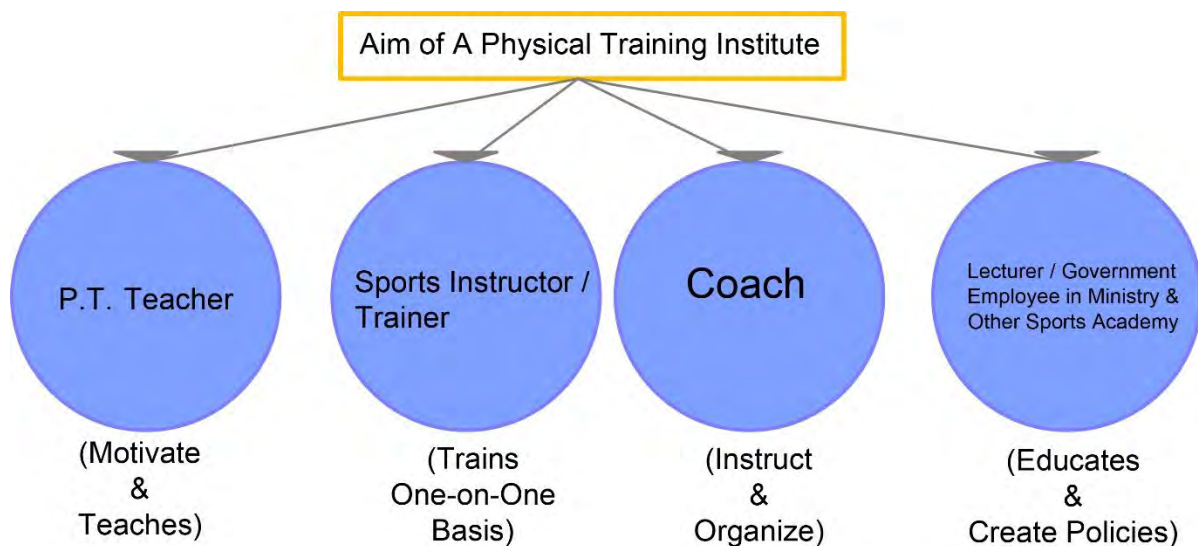 Aim of A Physical Training Institute
P.T. Teacher
Sports Instructor /
Trainer
Coach
Lecturer / Government
Employee in Ministry &
Other Sports Academy
(Motivate
&
Teaches)
(Trains
One-on-One
Basis)
(Instruct
&
Organize)
(Educates
&
Create Policies)